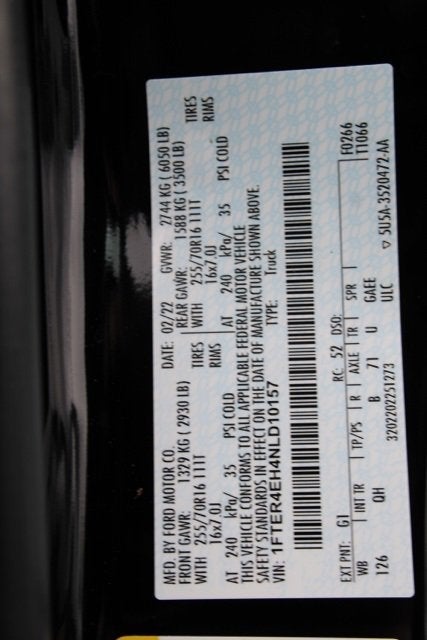 MFD. BY FORD MOTOR CO.
DATE: 02/22 GVWR: 2744 KG ( 6050 LB)
FRONT GAWR: 1329 KG ( 2930 LB) REAR GAWR: 1588 KG ( 3500 LB)
WITH 255/70R16 111T TIRES WITH 255/70R16 111T TIRES
16x7.0J RIMS 16x7.0J RIMS
AT 240 kPa/ 35 PSI COLD AT 240 kPa/ 35 PSI COLD
THIS VEHICLE CONFORMS TO ALL APPLICABLE FEDERAL MOTOR VEHICLE
SAFETY STANDARDS IN EFFECT ON THE DATE OF MANUFACTURE SHOWN ABOVE.
VIN: 1FTER4EH4NLD10157 TYPE: Truck
F0266
EXT PNT: G1 RC: 52 DSO: T1066
WB INT TR TP/PS R AXLE TR SPR
126 QH B 71 U GAEE
ULC
3202202251273 5U5A-3520472-AA